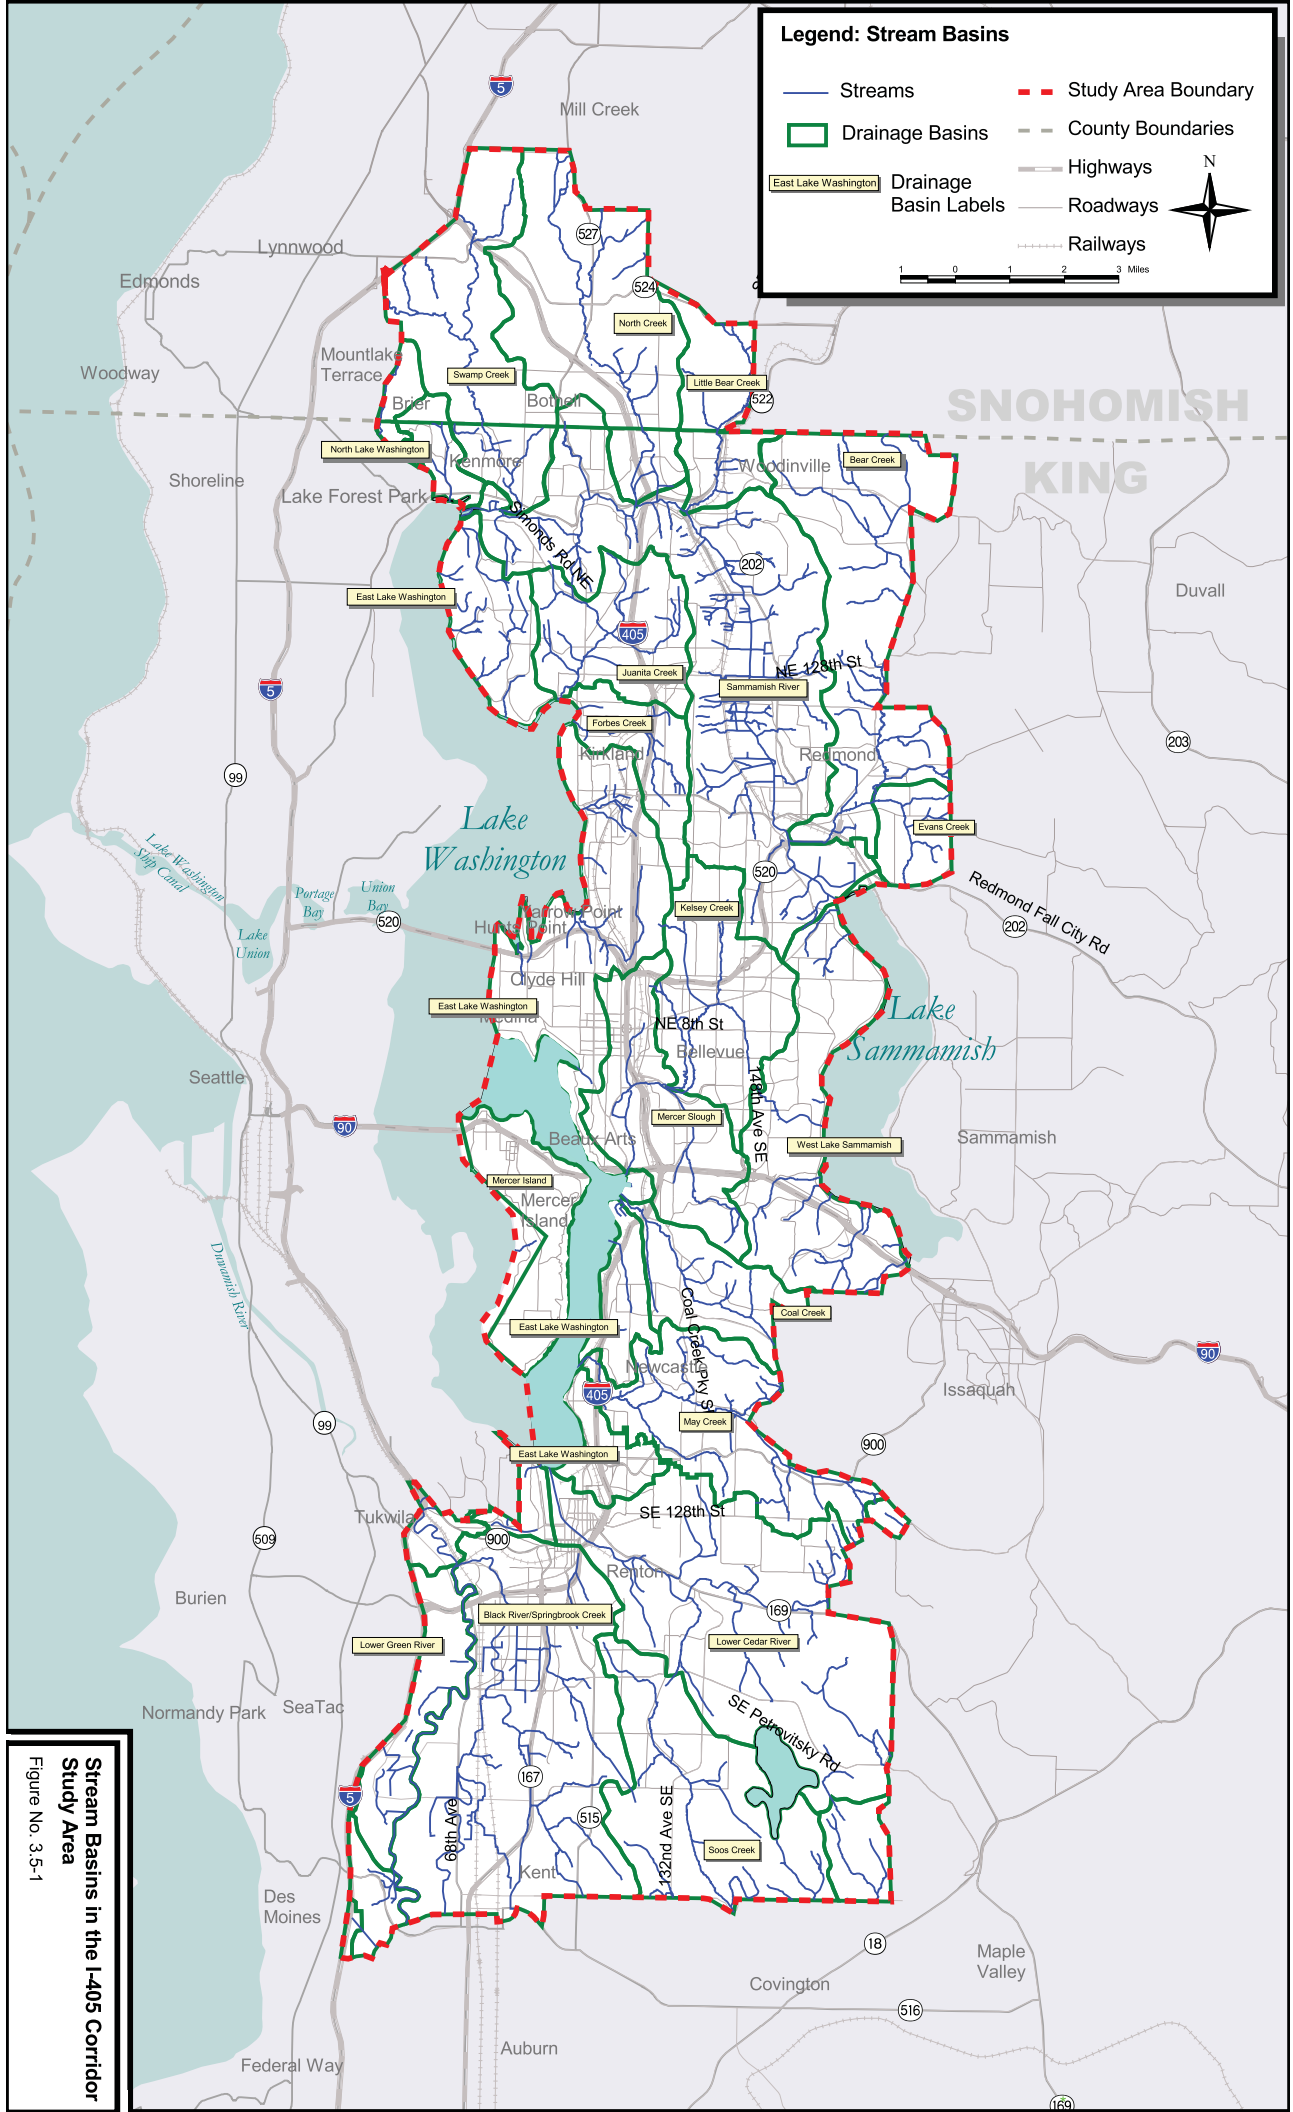 Legend: Stream Basins
Streams
Drainage Basins
East Lake Washington
Drainage
Basin Labels
Study Area Boundary
County Boundaries
Highways
Roadways
Railways
N
1 0 1 2 3 Miles
5
Mill Creek
527
Lynnwood
Edmonds
524
North Creek
Mountlake
Terrace
Woodway
Swamp Creek
Little Bear Creek
522
Brier
Bothell
SNOHOMISH
KING
North Lake Washington
Kenmore
Woodinville
Bear Creek
Shoreline
Lake Forest Park
Simonds Rd NE
202
East Lake Washington
Duvall
405
NE 128th St
Juanita Creek
Sammamish River
5
Forbes Creek
Kirkland
Redmond
203
99
Lake
Washington
Evans Creek
Lake Washington
Ship Canal
520
Redmond Fall City Rd
202
Portage
Bay
Union
Bay
520
Lake
Union
Kelsey Creek
Yarrow Point
Hunts Point
Clyde Hill
East Lake Washington
Medina
Lake
Sammamish
NE 8th St
Bellevue
Seattle
148th Ave SE
90
Mercer Slough
Beaux Arts
West Lake Sammamish
Sammamish
Mercer Island
Mercer
Island
Duwamish River
Coal Creek Pky S
Coal Creek
East Lake Washington
90
Newcastle
405
Issaquah
May Creek
99
900
East Lake Washington
Tukwila
SE 128th St
509
900
Renton
Burien
169
Black River/Springbrook Creek
Lower Green River
Lower Cedar River
Normandy Park
SeaTac
SE Petrovitsky Rd
167
5
515
68th Ave
132nd Ave SE
Soos Creek
Kent
Des
Moines
18
Maple
Valley
Covington
516
Auburn
Federal Way
169
Stream Basins in the I-405 Corridor
Study Area
Figure No. 3.5-1